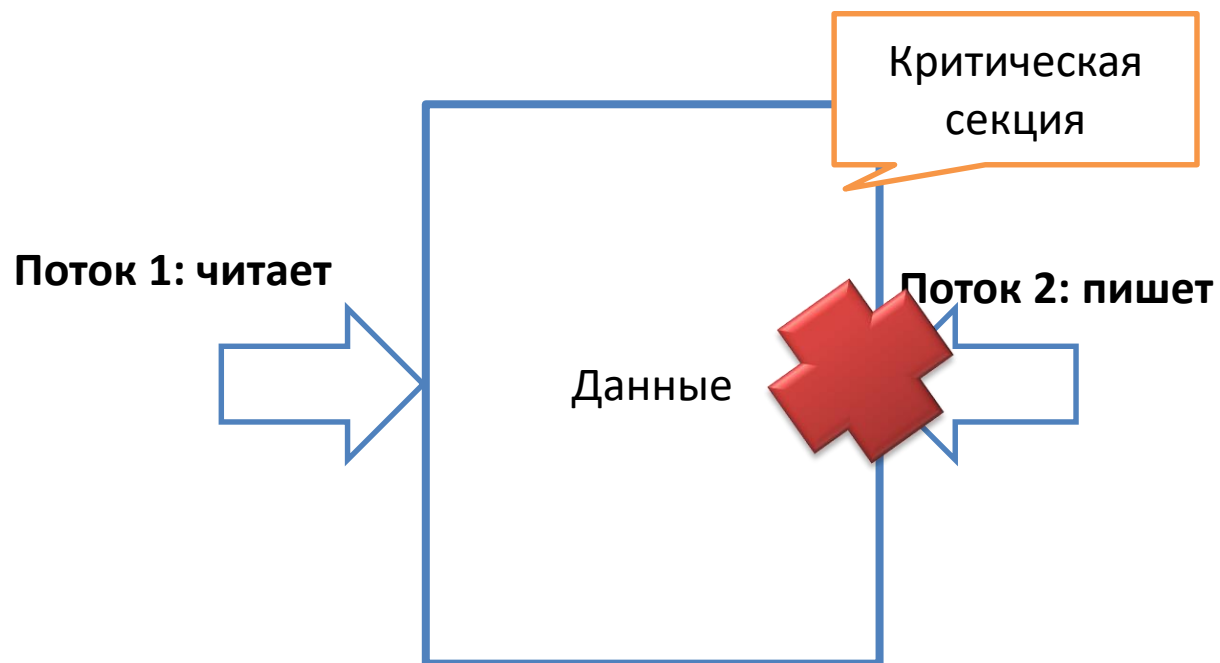 Критическая
секция
Поток 1: читает
Поток 2: пишет
Данные